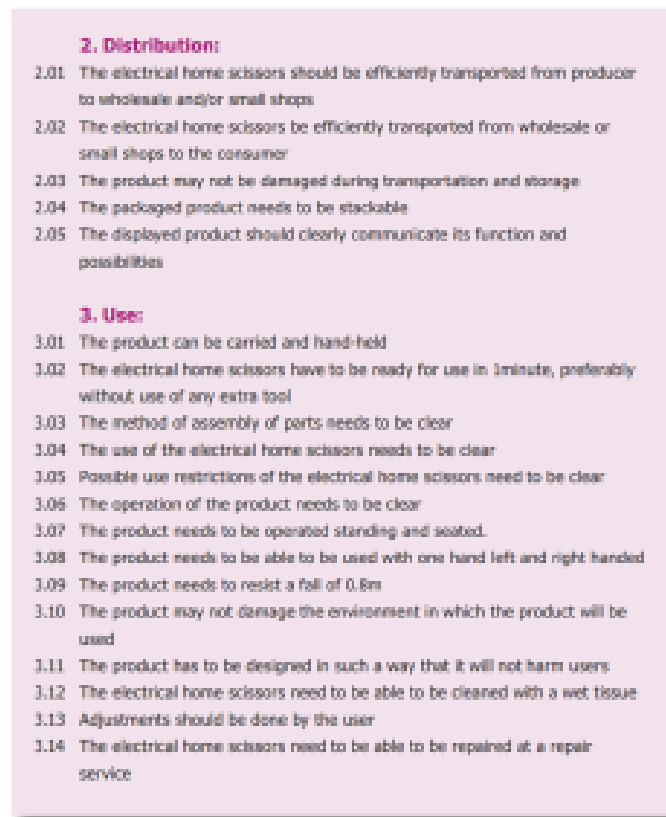 2. Distribution:
2.01 The electrical home scissors should be efficiently transported from producer
to wholesale and/or small shops
2.02 The electrical home scissors be efficiently transported from wholesale or
small shops to the consumer
2.03 The product may not be damaged during transportation and storage
2.04 The packaged product needs to be stackable
2.05 The displayed product should clearly communicate its function and
possibilities
3. Use:
3.01 The product can be carried and hand-held
3.02 The electrical home scissors have to be ready for use in 1minute, preferably
without use of any extra tool
3.03 The method of assembly of parts needs to be clear
3.04 The use of the electrical home scissors needs to be clear
3.05 Possible use restrictions of the electrical home scissors need to be clear
3.06 The operation of the product needs to be clear
3.07 The product needs to be operated standing and seated.
3.08 The product needs to be able to be used with one hand left and right handed
3.09 The product needs to resist a fall of 0.8m
3.10 The product may not damage the environment in which the product will be
used
3.11 The product has to be designed in such a way that it will not harm users
3.12 The electrical home scissors need to be able to be cleaned with a wet tissue
3.13 Adjustments should be done by the user
3.14 The electrical home scissors need to be able to be repaired at a repair
service